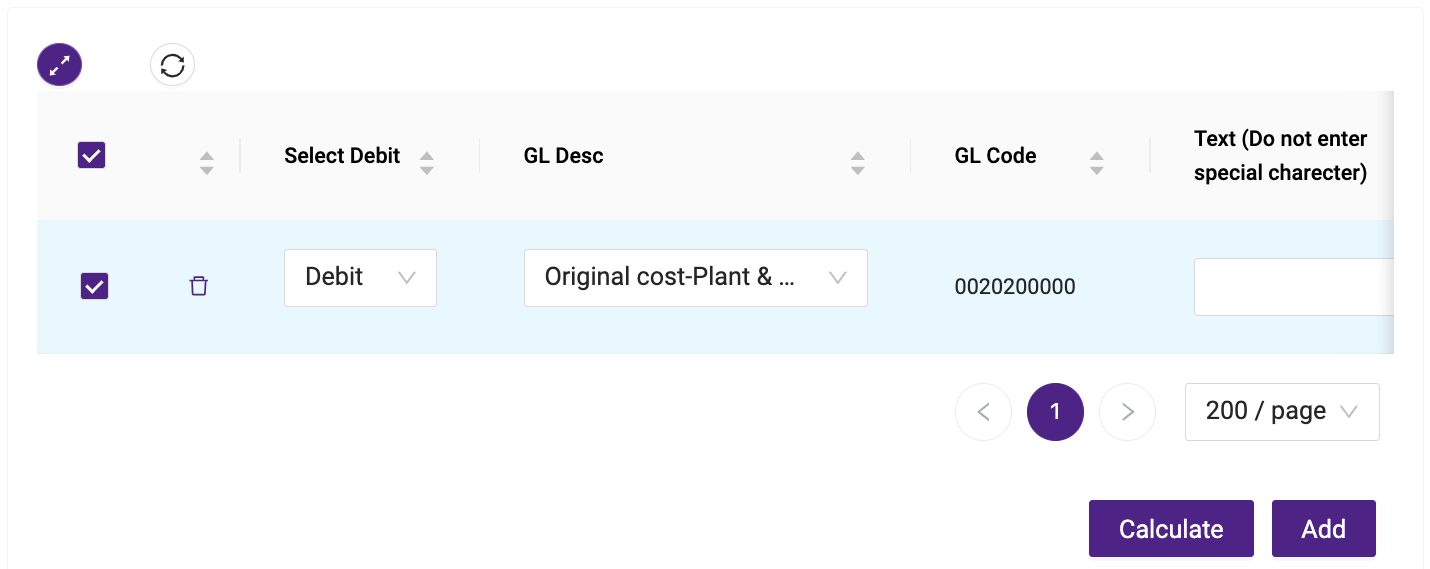 Select Debit
GL Desc
GL Code
Text (Do not enter
special charecter)
Debit
Original cost-Plant & ...
0020200000
1
200 / page
Calculate
Add